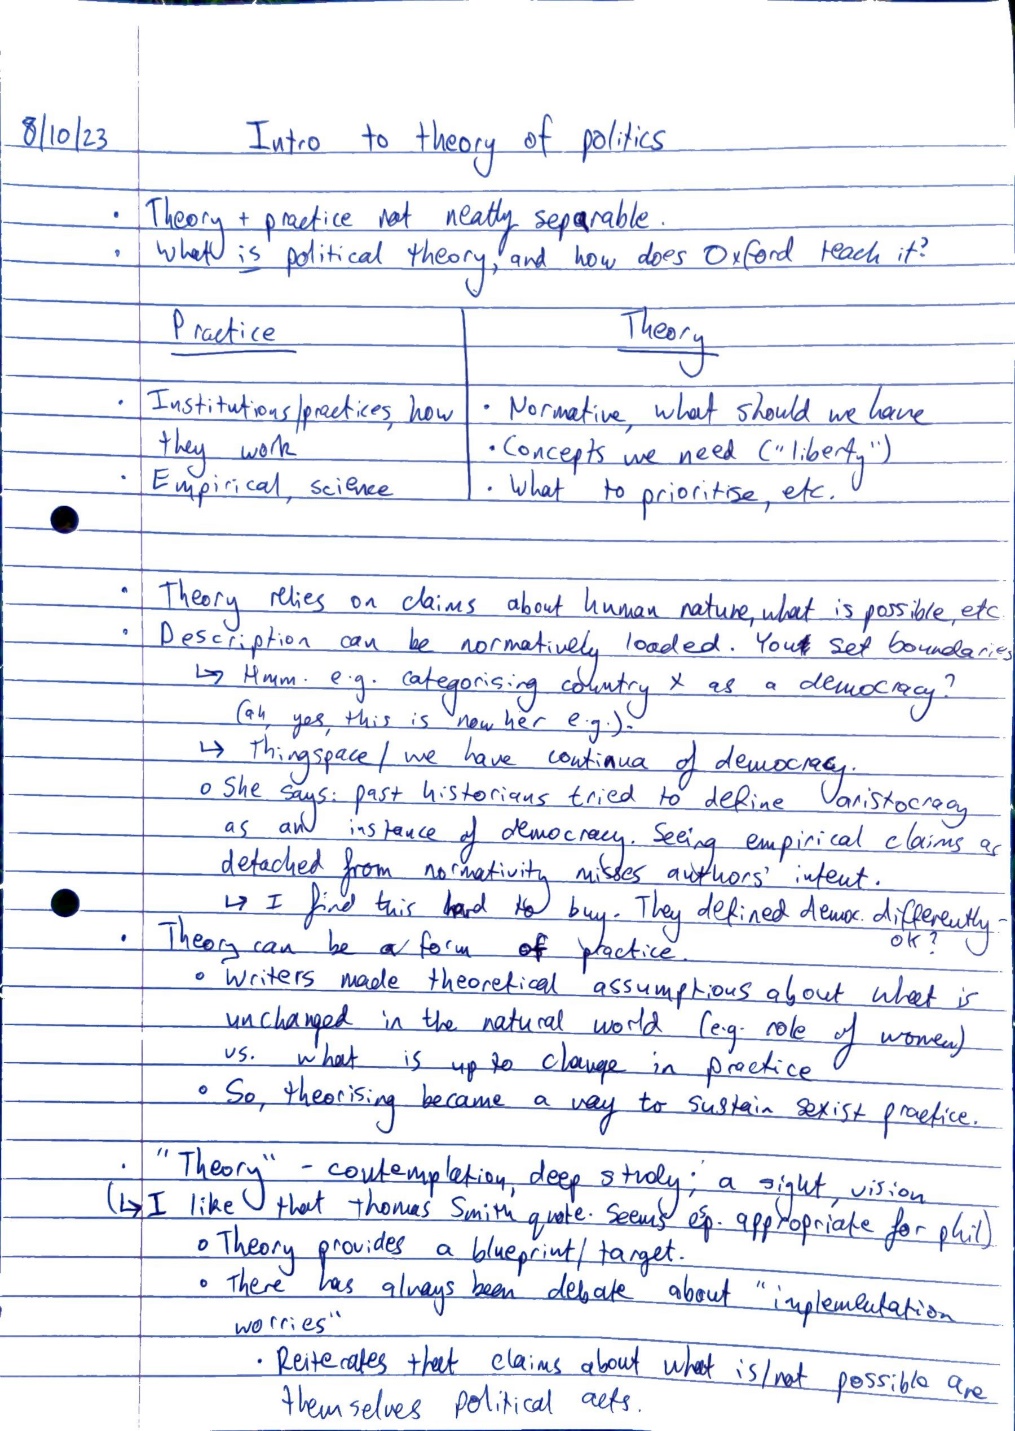 8/10/23 Intro to theory of politics
· Theory + practice not neatly separable.
· What is political theory, and how does Oxford teach it?
Practice
· Institutions/practices, how
they work
· Empirical, science
Theory
· Normative, what should we have
· Concepts we need ("liberty")
· What to prioritise, etc.
· Theory relies on claims about human nature, what is possible, etc
· Description can be normatively loaded. You set boundaries
↳ Hmm. e.g. categorising country X as a democracy?
(ah, yes, this is now her e.g.).
↳ Thingspace / we have continua of democracy.
○ She says: past historians tried to define aristocracy
as an instance of democracy. Seeing empirical claims as
detached from normativity misses authors' intent.
↳ I find this hard to buy. They defined democ. differently -
ok?
· Theory can be a form of practice.
○ Writers made theoretical assumptions about what is
unchanged in the natural world (e.g. role of women)
vs. what is up to change in practice
○ So, theorising became a way to sustain sexist practice.
· "Theory" - contemplation, deep study; a sight, vision
(↳ I like that Thomas Smith quote. Seems esp. appropriate for phil)
○ Theory provides a blueprint/target.
○ There has always been debate about "implementation
worries"
· Reiterates that claims about what is/not possible are
themselves political acts.